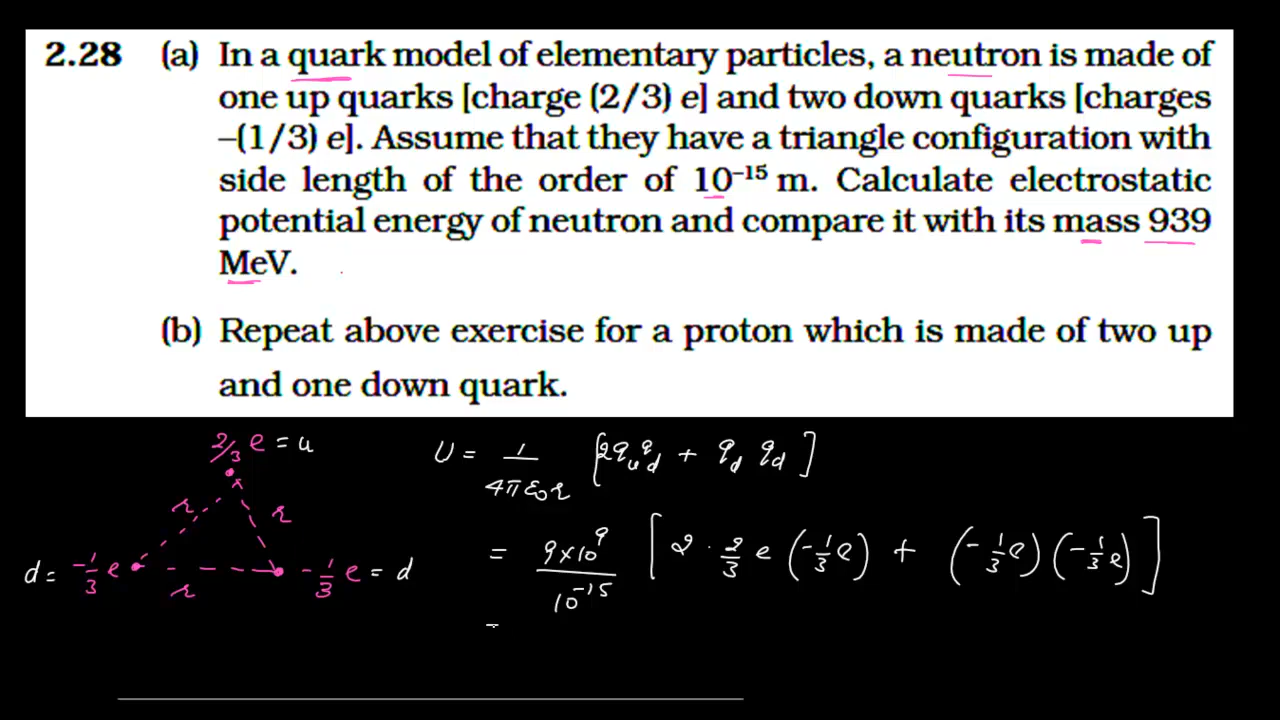 2.28 (a) In a quark model of elementary particles, a neutron is made of
one up quarks [charge (2/3) e] and two down quarks [charges
–(1/3) e]. Assume that they have a triangle configuration with
side length of the order of 10⁻¹⁵ m. Calculate electrostatic
potential energy of neutron and compare it with its mass 939
MeV.
(b) Repeat above exercise for a proton which is made of two up
and one down quark.
2/3 e = u
r
r
d = -1/3 e
r
-1/3 e = d
U = 1/4πε₀r [2q_u q_d + q_d q_d]
= 9×10⁹/10⁻¹⁵ [2 · 2/3 e (-1/3 e) + (-1/3 e)(-1/3 e)]
=